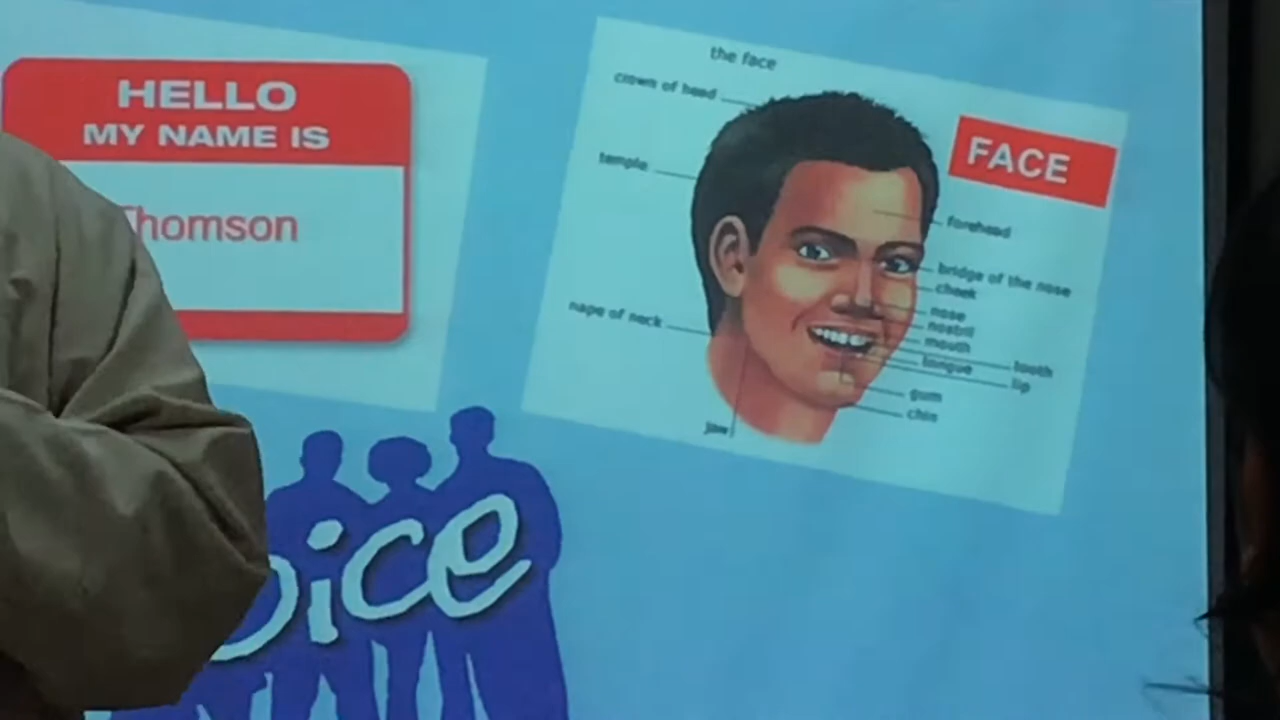 HELLO
MY NAME IS
Thomson
the face
crown of head
FACE
temple
forehead
bridge of the nose
cheek
nose
nostril
mouth
tooth
tongue
lip
gum
chin
nape of neck
jaw
oice